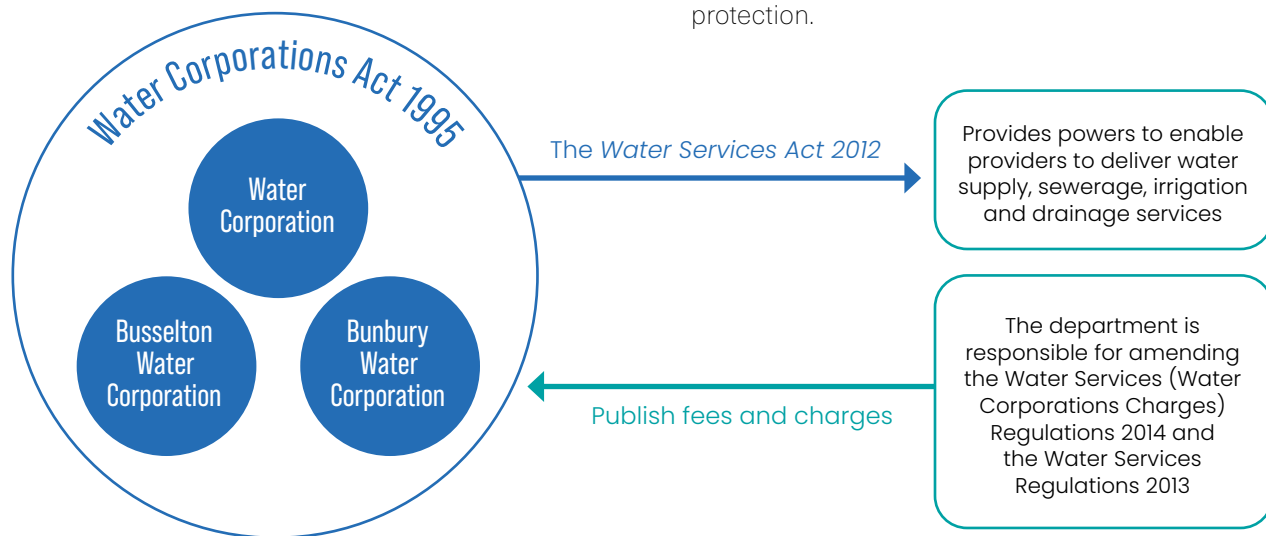 protection.
Water Corporations Act 1995
Water
Corporation
Busselton
Water
Corporation
Bunbury
Water
Corporation
The Water Services Act 2012
Provides powers to enable
providers to deliver water
supply, sewerage, irrigation
and drainage services
Publish fees and charges
The department is
responsible for amending
the Water Services (Water
Corporations Charges)
Regulations 2014 and
the Water Services
Regulations 2013